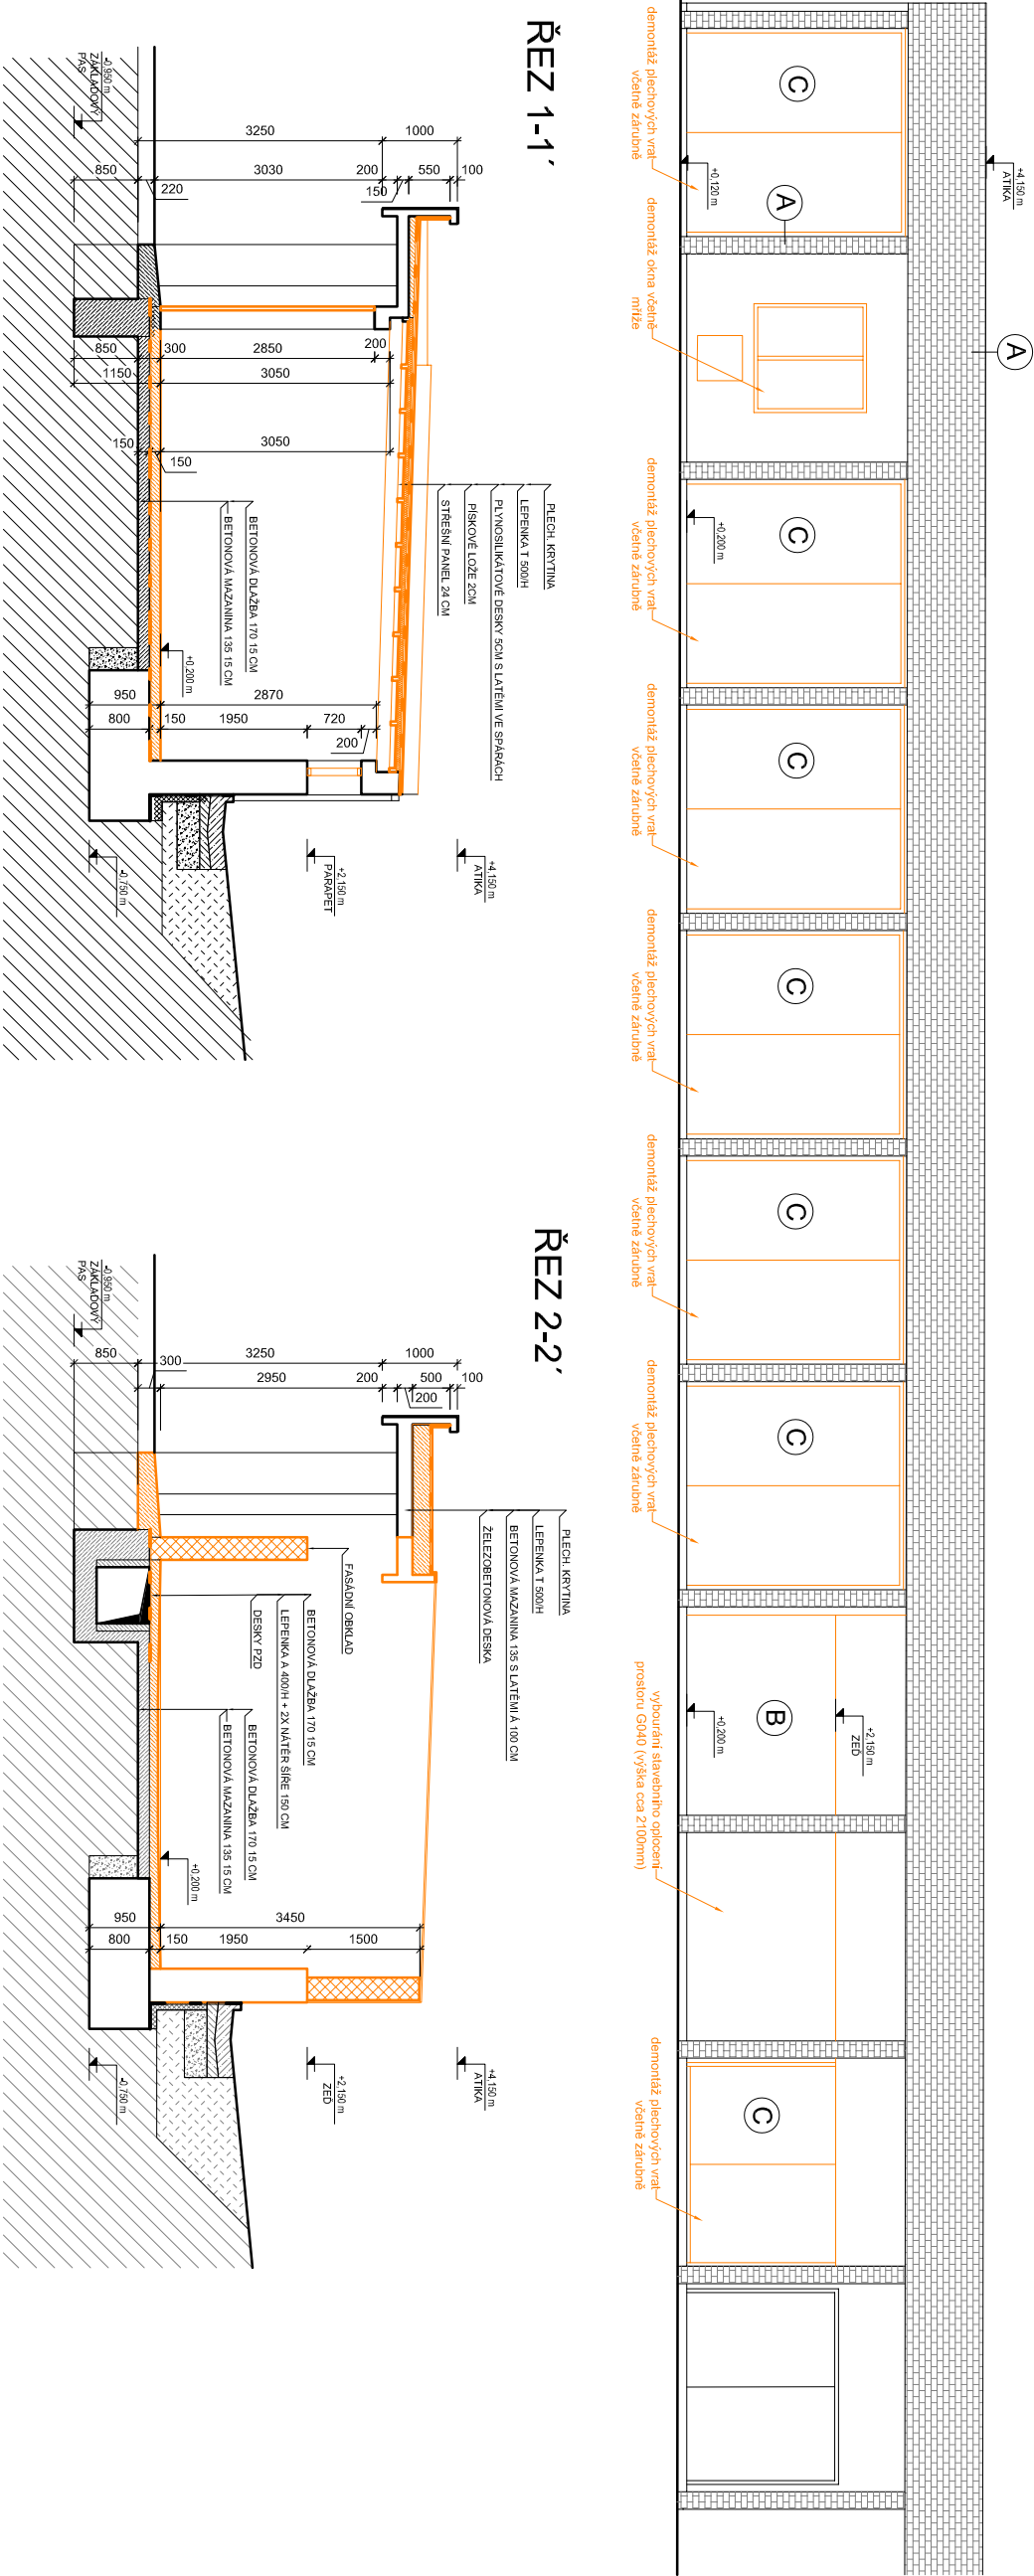 +4,150 m
ATIKA
A
C
+0,120 m
demontáž plechových vrat
včetně zárubně
A
demontáž okna včetně
mříže
C
+0,200 m
demontáž plechových vrat
včetně zárubně
C
demontáž plechových vrat
včetně zárubně
C
demontáž plechových vrat
včetně zárubně
C
demontáž plechových vrat
včetně zárubně
C
demontáž plechových vrat
včetně zárubně
+2,150 m
ZEĎ
B
+0,200 m
vybourání stavebního oplocení
prostoru G040 (výška cca 2100mm)
C
demontáž plechových vrat
včetně zárubně
ŘEZ 1-1´
1000
3250
100
550
150
200
3030
220
850
-0,950 m
ZÁKLADOVÝ
PAS
200
2850
300
850
3050
1150
3050
150
150
PLECH. KRYTINA
LEPENKA T 500/H
PLYNOSILIKÁTOVÉ DESKY 5CM S LATĚMI VE SPÁRÁCH
PÍSKOVÉ LOŽE 2CM
STŘEŠNÍ PANEL 24 CM
BETONOVÁ DLAŽBA 170 15 CM
BETONOVÁ MAZANINA 135 15 CM
+0,200 m
2870
950
200
720
1950
150
800
+4,150 m
ATIKA
+2,150 m
PARAPET
-0,750 m
ŘEZ 2-2´
1000
3250
850
100
500
200
200
2950
300
-0,950 m
ZÁKLADOVÝ
PAS
PLECH. KRYTINA
LEPENKA T 500/H
BETONOVÁ MAZANINA 135 S LATĚMI Á 100 CM
ŽELEZOBETONOVÁ DESKA
FASÁDNÍ OBKLAD
BETONOVÁ DLAŽBA 170 15 CM
LEPENKA A 400/H + 2X NÁTĚR ŠÍŘE 150 CM
DESKY PZD
BETONOVÁ DLAŽBA 170 15 CM
BETONOVÁ MAZANINA 135 15 CM
+0,200 m
3450
950
1500
1950
150
800
+4,150 m
ATIKA
+2,150 m
ZEĎ
-0,750 m